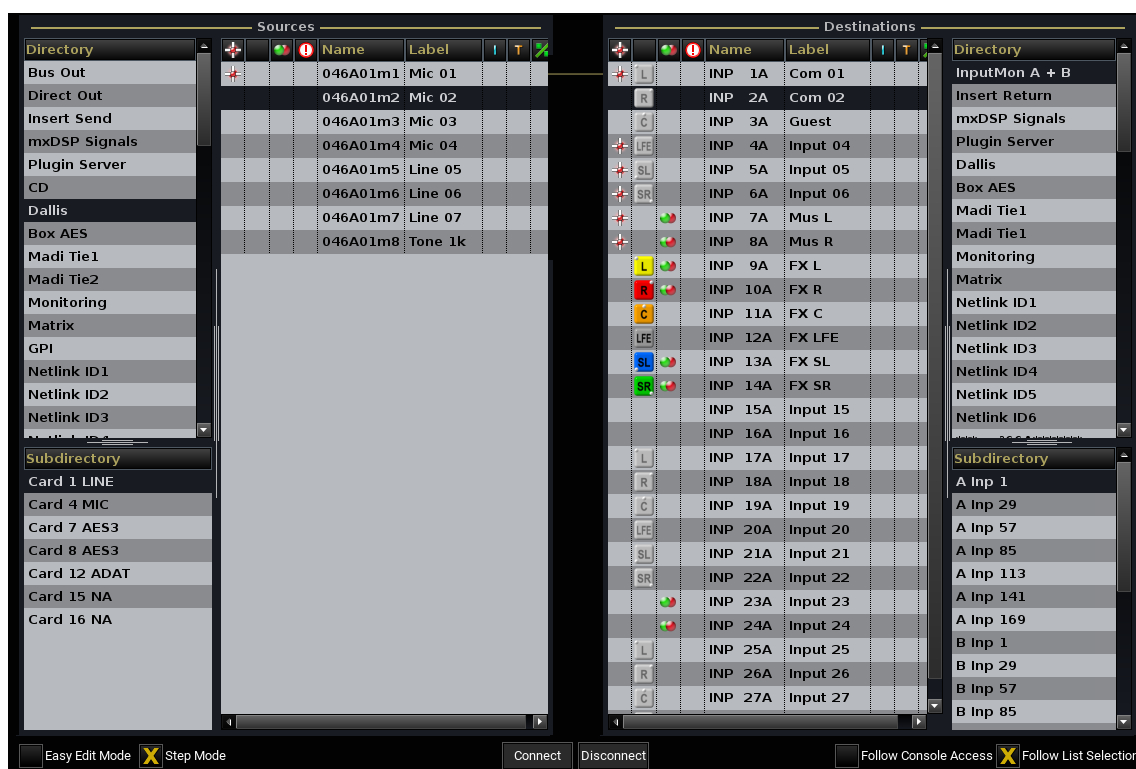 Sources
Destinations
Directory
Bus Out
Direct Out
Insert Send
mxDSP Signals
Plugin Server
CD
Dallis
Box AES
Madi Tie1
Madi Tie2
Monitoring
Matrix
GPI
Netlink ID1
Netlink ID2
Netlink ID3
Subdirectory
Card 1 LINE
Card 4 MIC
Card 7 AES3
Card 8 AES3
Card 12 ADAT
Card 15 NA
Card 16 NA
Name Label I T
046A01m1 Mic 01
046A01m2 Mic 02
046A01m3 Mic 03
046A01m4 Mic 04
046A01m5 Line 05
046A01m6 Line 06
046A01m7 Line 07
046A01m8 Tone 1k
Name Label I T
L INP 1A Com 01
R INP 2A Com 02
C INP 3A Guest
LFE INP 4A Input 04
SL INP 5A Input 05
SR INP 6A Input 06
INP 7A Mus L
INP 8A Mus R
L INP 9A FX L
R INP 10A FX R
C INP 11A FX C
LFE INP 12A FX LFE
SL INP 13A FX SL
SR INP 14A FX SR
INP 15A Input 15
INP 16A Input 16
L INP 17A Input 17
R INP 18A Input 18
C INP 19A Input 19
LFE INP 20A Input 20
SL INP 21A Input 21
SR INP 22A Input 22
INP 23A Input 23
INP 24A Input 24
L INP 25A Input 25
R INP 26A Input 26
C INP 27A Input 27
Directory
InputMon A + B
Insert Return
mxDSP Signals
Plugin Server
Dallis
Box AES
Madi Tie1
Madi Tie1
Monitoring
Matrix
Netlink ID1
Netlink ID2
Netlink ID3
Netlink ID4
Netlink ID5
Netlink ID6
Subdirectory
A Inp 1
A Inp 29
A Inp 57
A Inp 85
A Inp 113
A Inp 141
A Inp 169
B Inp 1
B Inp 29
B Inp 57
B Inp 85
Easy Edit Mode X Step Mode Connect Disconnect Follow Console Access X Follow List Selection